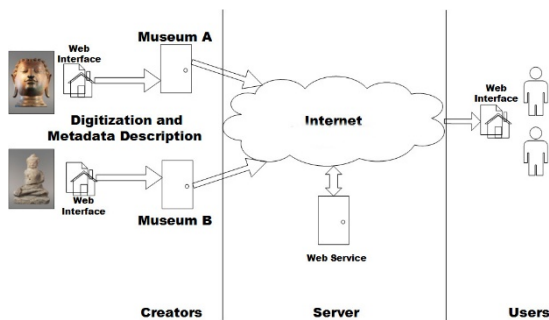 Museum A
Web
Interface
Digitization and
Metadata Description
Internet
Web
Interface
Web
Interface
Museum B
Web Service
Creators
Server
Users